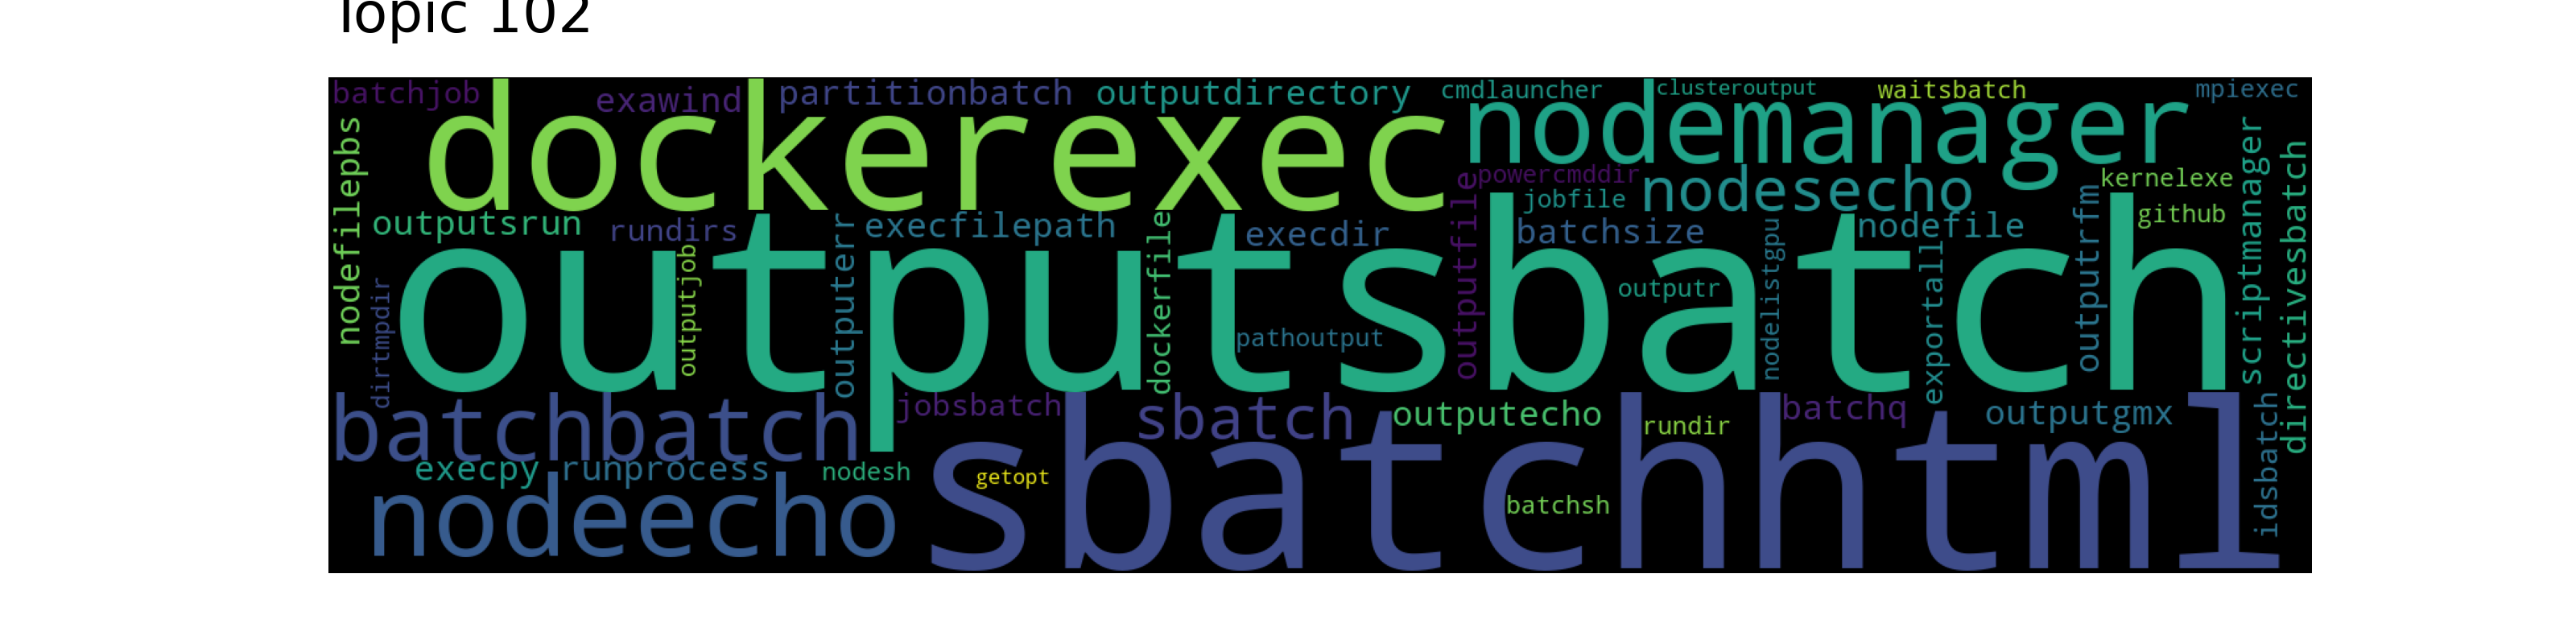 Topic 102
batchjob
exawind
partitionbatch
outputdirectory
cmdlauncher
clusteroutput
waitsbatch
mpiexec
dockerexec
nodemanager
nodefilepbs
powercmddir
kernelexe
jobfile
nodesecho
github
outputsrun
rundirs
execfilepath
execdir
batchsize
nodefile
outputfile
outputrfm
scriptmanager
directivesbatch
outputsbatch
outputjob
outputerr
dockerfile
outputr
nodelistgpu
exportall
pathoutput
dirtmpdir
batchbatch
jobsbatch
sbatch
outputecho
rundir
batchq
outputgmx
execpy
runprocess
nodesh
getopt
sbatchhtml
batchsh
idsbatch
nodeecho